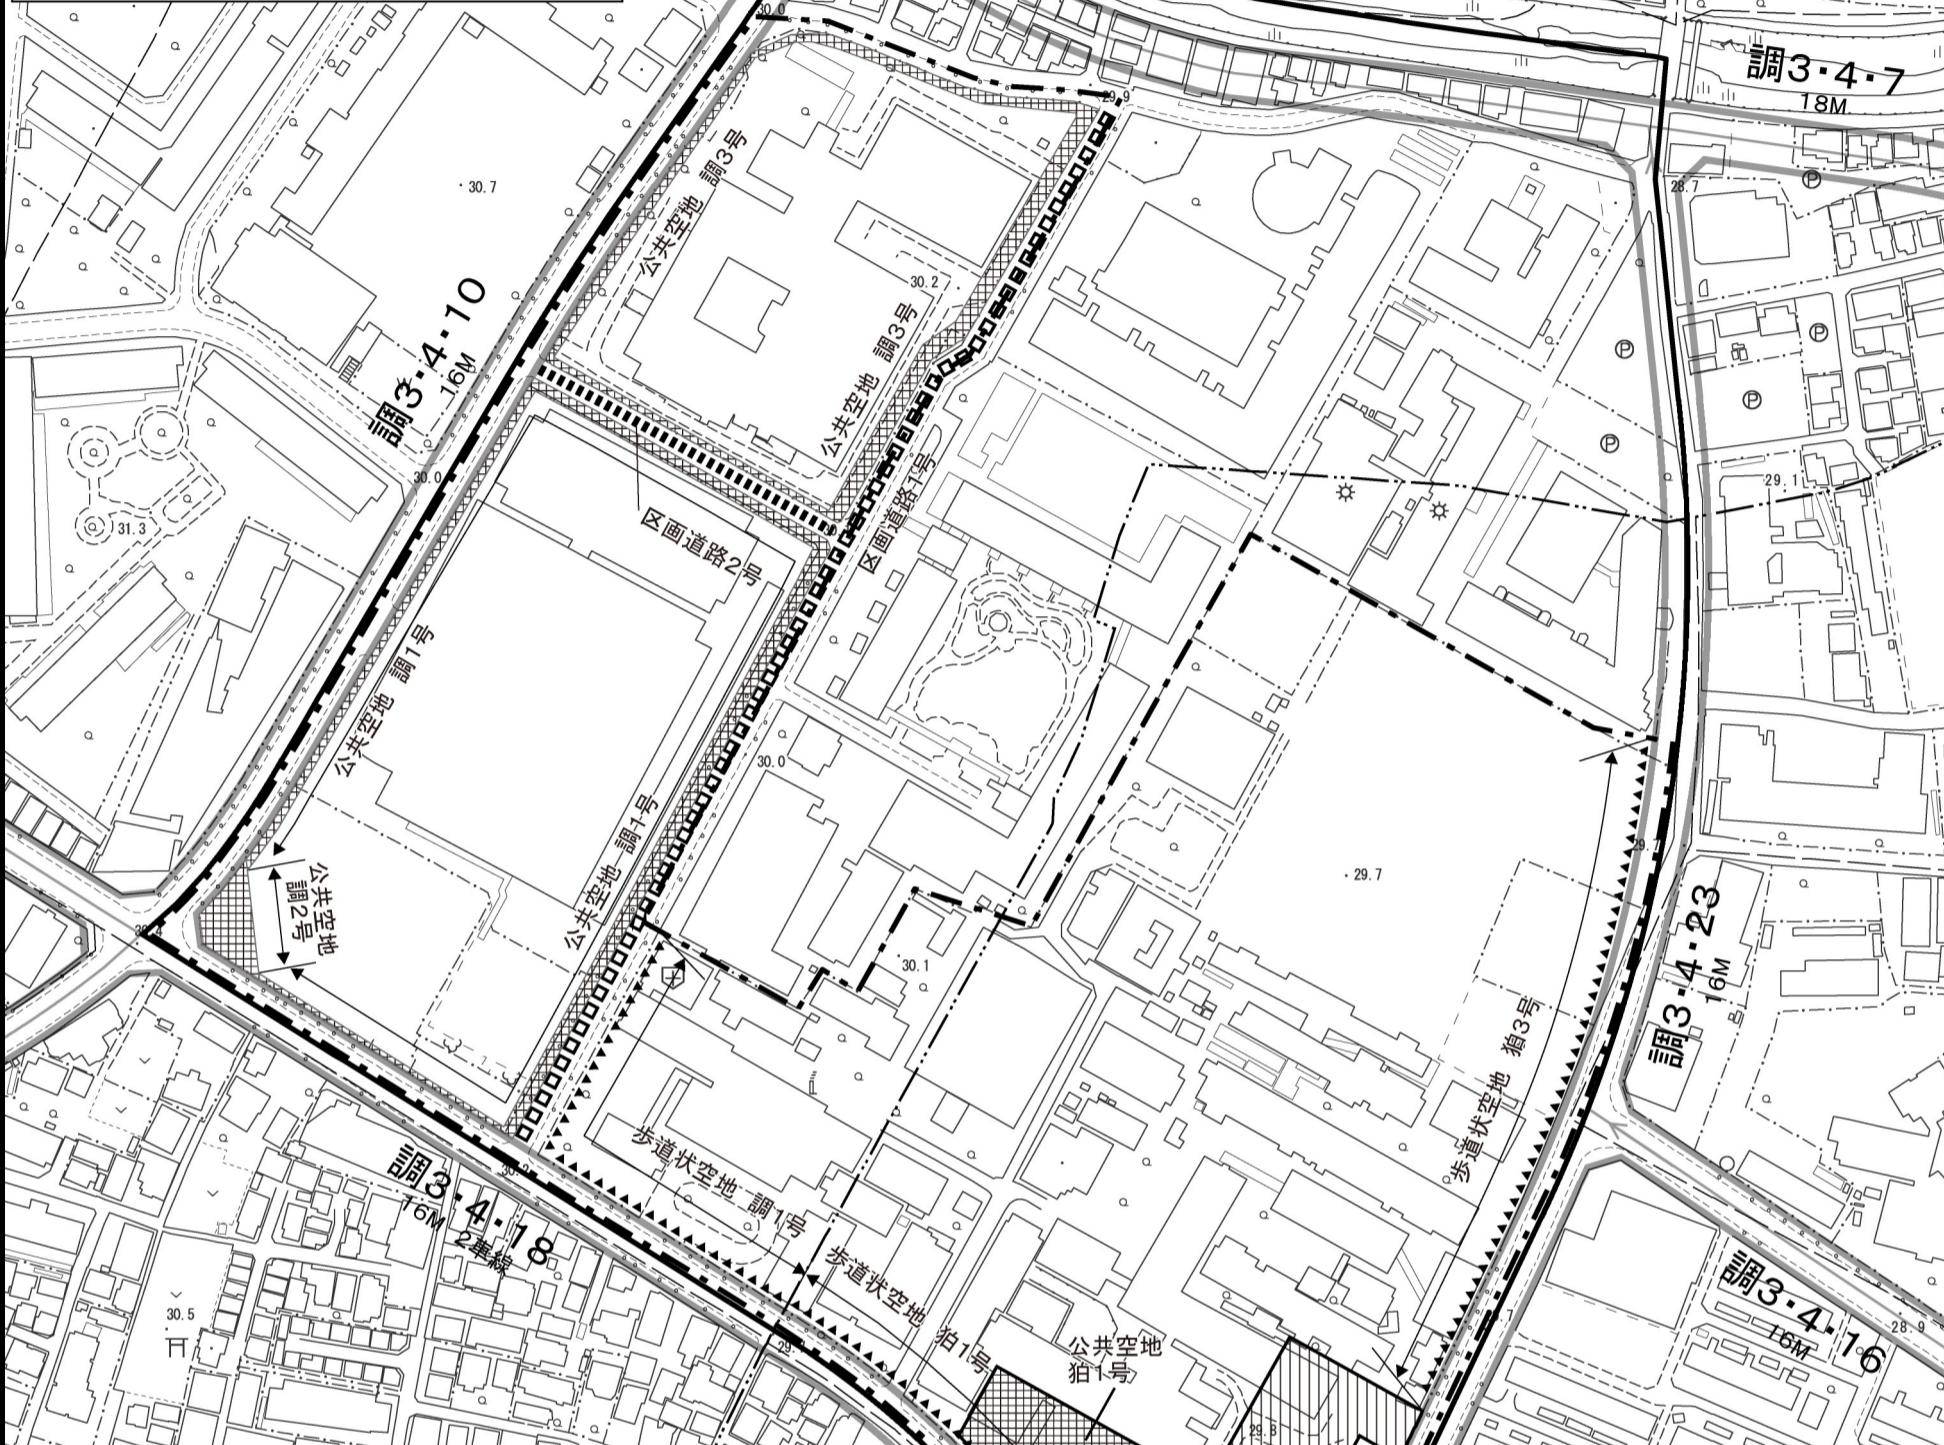 30.0
調3・4・7
18M
29.9
・30.7
公共空地 調3号
28.7
30.2
調3・4・10
16M
公共空地 調3号
30.0
31.3
区画道路2号
区画道路1号
29.1
公共空地 調1号
30.0
公共空地 調1号
公共空地
調2号
・29.7
30.1
調3・4・23
16M
歩道状空地 狛3号
歩道状空地 調1号
調3・4・18
16M
2車線
歩道状空地 狛1号
公共空地
狛1号
30.5
調3・4・16
16M
28.9
29.8
P
P
P
P
P